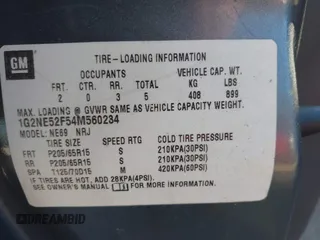 GM
TIRE-LOADING INFORMATION
OCCUPANTS VEHICLE CAP. WT.
FRT. CTR. RR. TOTAL KG LBS
2 0 3 5 408 899
MAX. LOADING @ GVWR SAME AS VEHICLE CAPACITY WEIGHT.
1G2NE52F54M560234
MODEL: NE69 NRJ
TIRE SIZE SPEED RTG COLD TIRE PRESSURE
FRT P205/65R15 S 210KPA(30PSI)
RR P205/65R15 S 210KPA(30PSI)
SPA T125/70D15 M 420KPA(60PSI)
IF TIRES ARE HOT, ADD 28KPA(4PSI).
SEE OWNER'S MANUAL FOR ADDITIONAL INFORMATION
DREAMBID